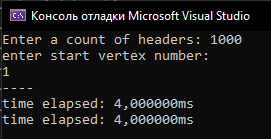 Консоль отладки Microsoft Visual Studio
Enter a count of headers: 1000
enter start vertex number:
1
----
time elapsed: 4,000000ms
time elapsed: 4,000000ms